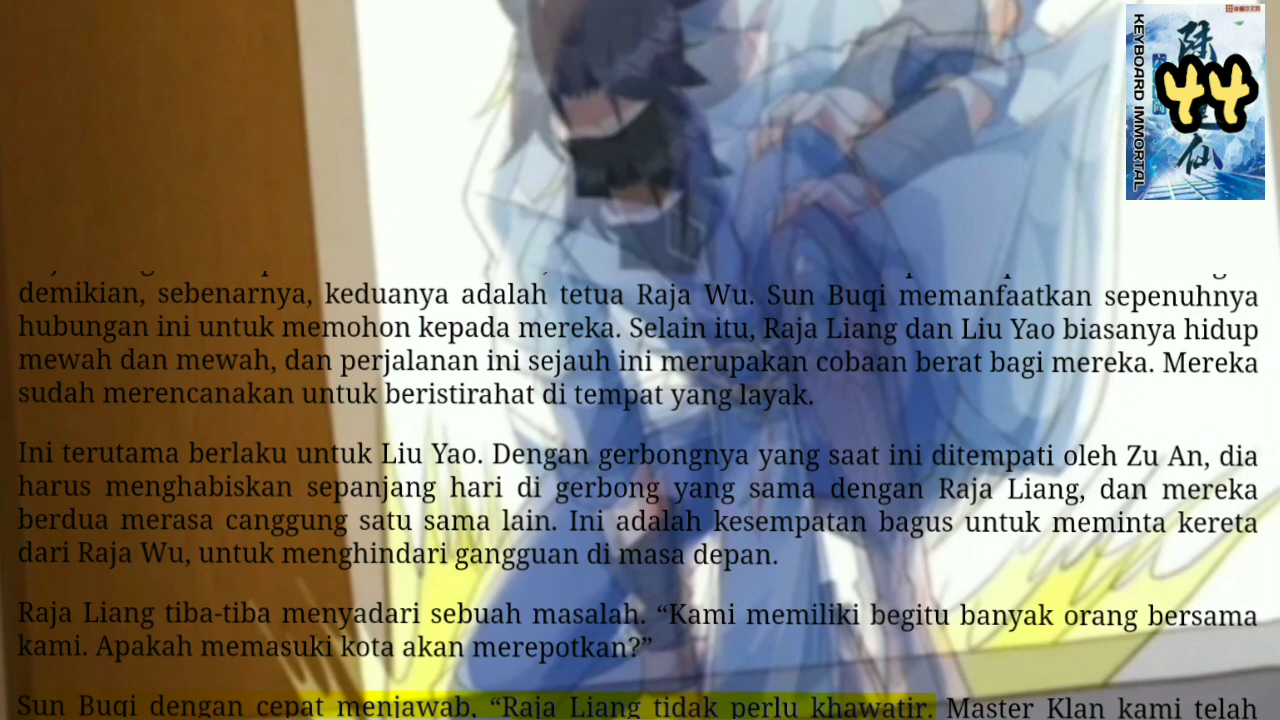 KEYBOARD IMMORTAL
44
仙
demikian, sebenarnya, keduanya adalah tetua Raja Wu. Sun Buqi memanfaatkan sepenuhnya
hubungan ini untuk memohon kepada mereka. Selain itu, Raja Liang dan Liu Yao biasanya hidup
mewah dan mewah, dan perjalanan ini sejauh ini merupakan cobaan berat bagi mereka. Mereka
sudah merencanakan untuk beristirahat di tempat yang layak.
Ini terutama berlaku untuk Liu Yao. Dengan gerbongnya yang saat ini ditempati oleh Zu An, dia
harus menghabiskan sepanjang hari di gerbong yang sama dengan Raja Liang, dan mereka
berdua merasa canggung satu sama lain. Ini adalah kesempatan bagus untuk meminta kereta
dari Raja Wu, untuk menghindari gangguan di masa depan.
Raja Liang tiba-tiba menyadari sebuah masalah. “Kami memiliki begitu banyak orang bersama
kami. Apakah memasuki kota akan merepotkan?”
Sun Buqi dengan cepat menjawab, “Raja Liang tidak perlu khawatir. Master Klan kami telah